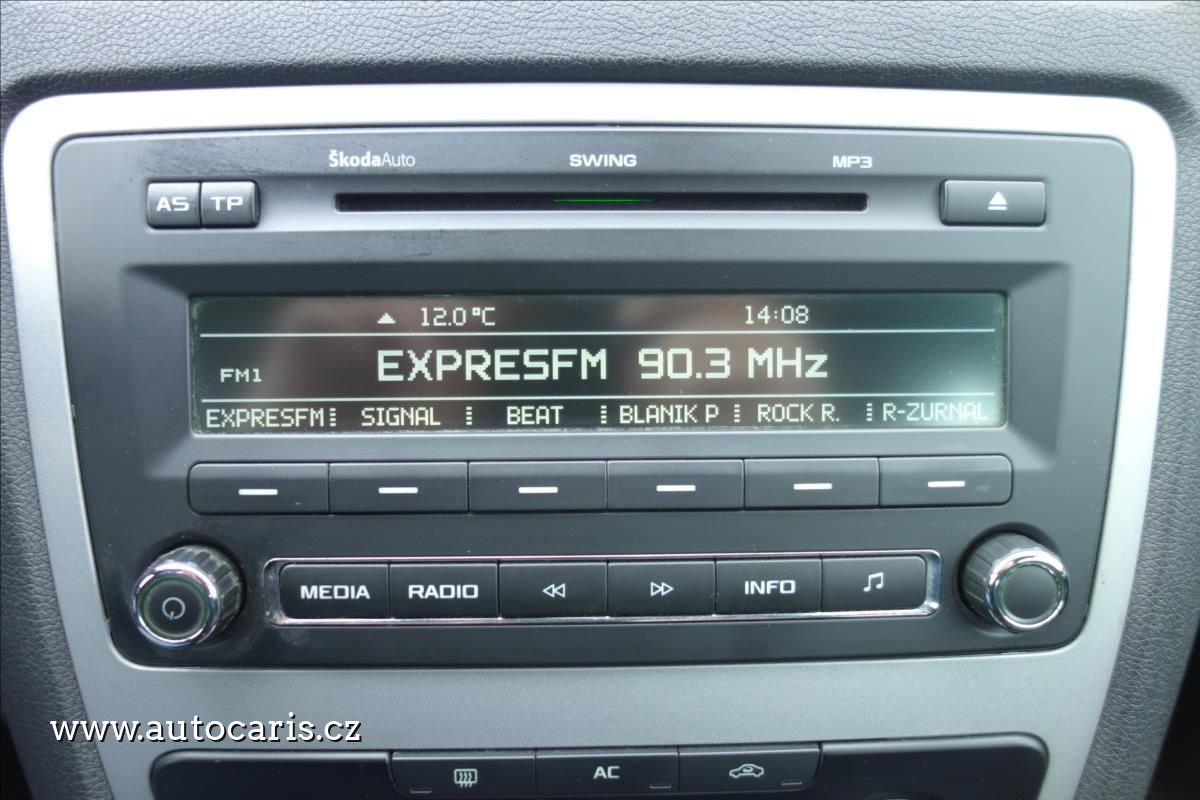 ŠkodaAuto SWING MP3
AS TP
12.0 °C 14:08
FM1 EXPRESFM 90.3 MHz
EXPRESFM SIGNAL BEAT BLANIK P ROCK R. R-ZURNAL
MEDIA RADIO INFO
www.autocaris.cz
AC